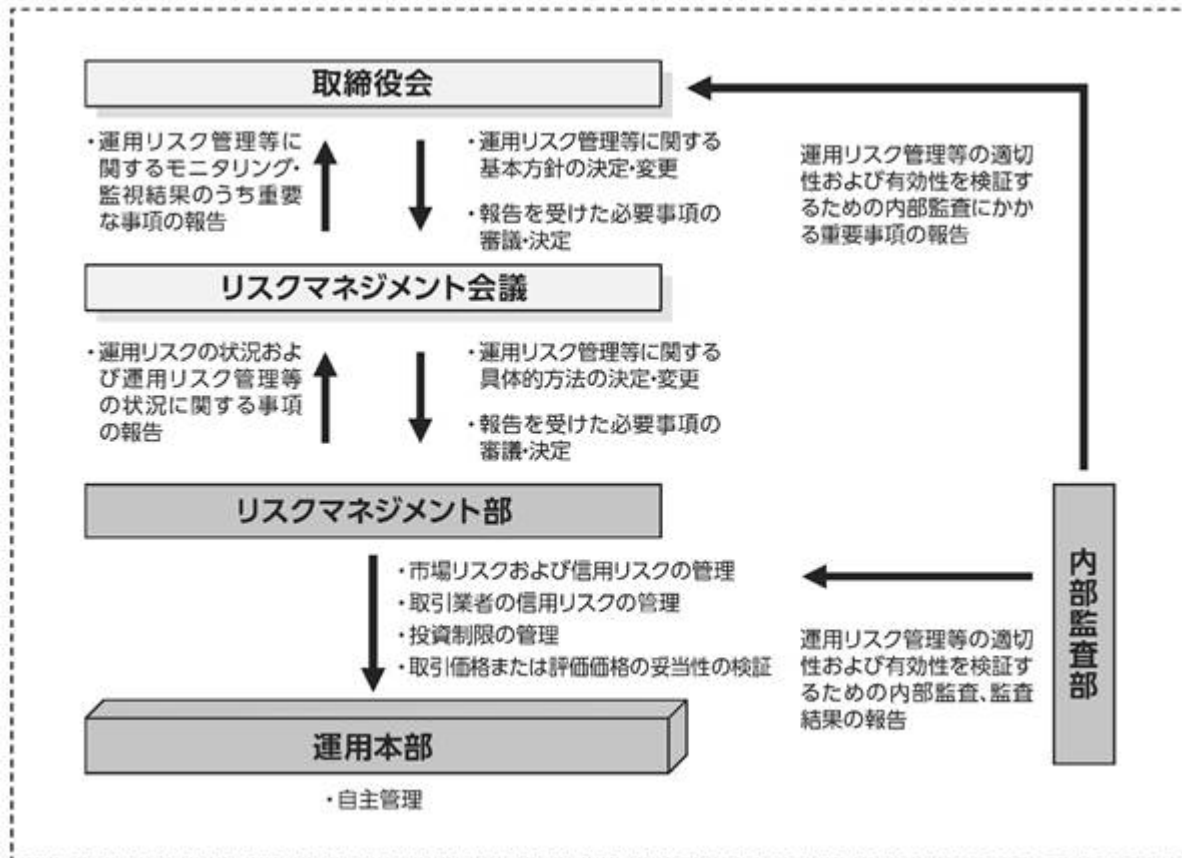 取締役会
・運用リスク管理等に
関するモニタリング・
監視結果のうち重要
な事項の報告
・運用リスク管理等に関する
基本方針の決定・変更
・報告を受けた必要事項の
審議・決定
運用リスク管理等の適切
性および有効性を検証す
るための内部監査にかか
る重要事項の報告
リスクマネジメント会議
・運用リスクの状況およ
び運用リスク管理等
の状況に関する事項
の報告
・運用リスク管理等に関する
具体的方法の決定・変更
・報告を受けた必要事項の
審議・決定
リスクマネジメント部
・市場リスクおよび信用リスクの管理
・取引業者の信用リスクの管理
・投資制限の管理
・取引価格または評価価格の妥当性の検証
運用リスク管理等の適切
性および有効性を検証す
るための内部監査、監査
結果の報告
内部監査部
運用本部
・自主管理